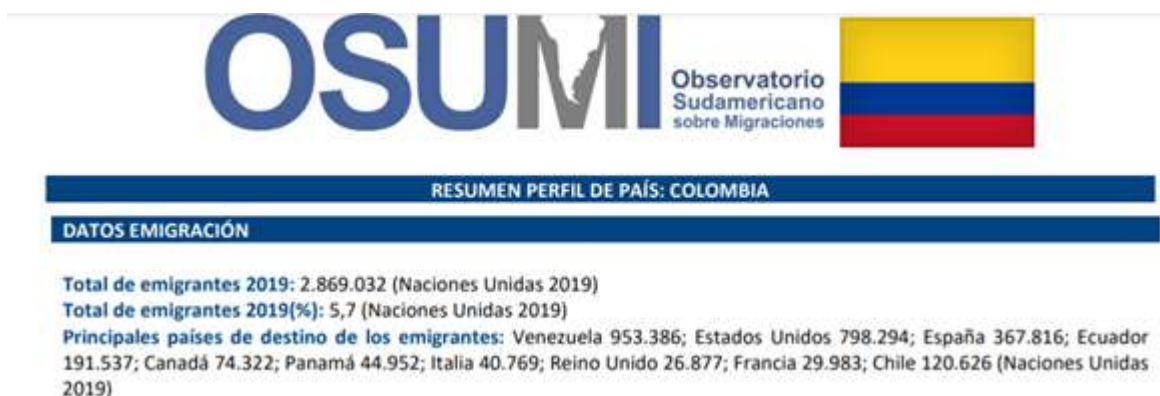 OSUMI
Observatorio
Sudamericano
sobre Migraciones
RESUMEN PERFIL DE PAÍS: COLOMBIA
DATOS EMIGRACIÓN
Total de emigrantes 2019: 2.869.032 (Naciones Unidas 2019)
Total de emigrantes 2019(%): 5,7 (Naciones Unidas 2019)
Principales países de destino de los emigrantes: Venezuela 953.386; Estados Unidos 798.294; España 367.816; Ecuador
191.537; Canadá 74.322; Panamá 44.952; Italia 40.769; Reino Unido 26.877; Francia 29.983; Chile 120.626 (Naciones Unidas
2019)